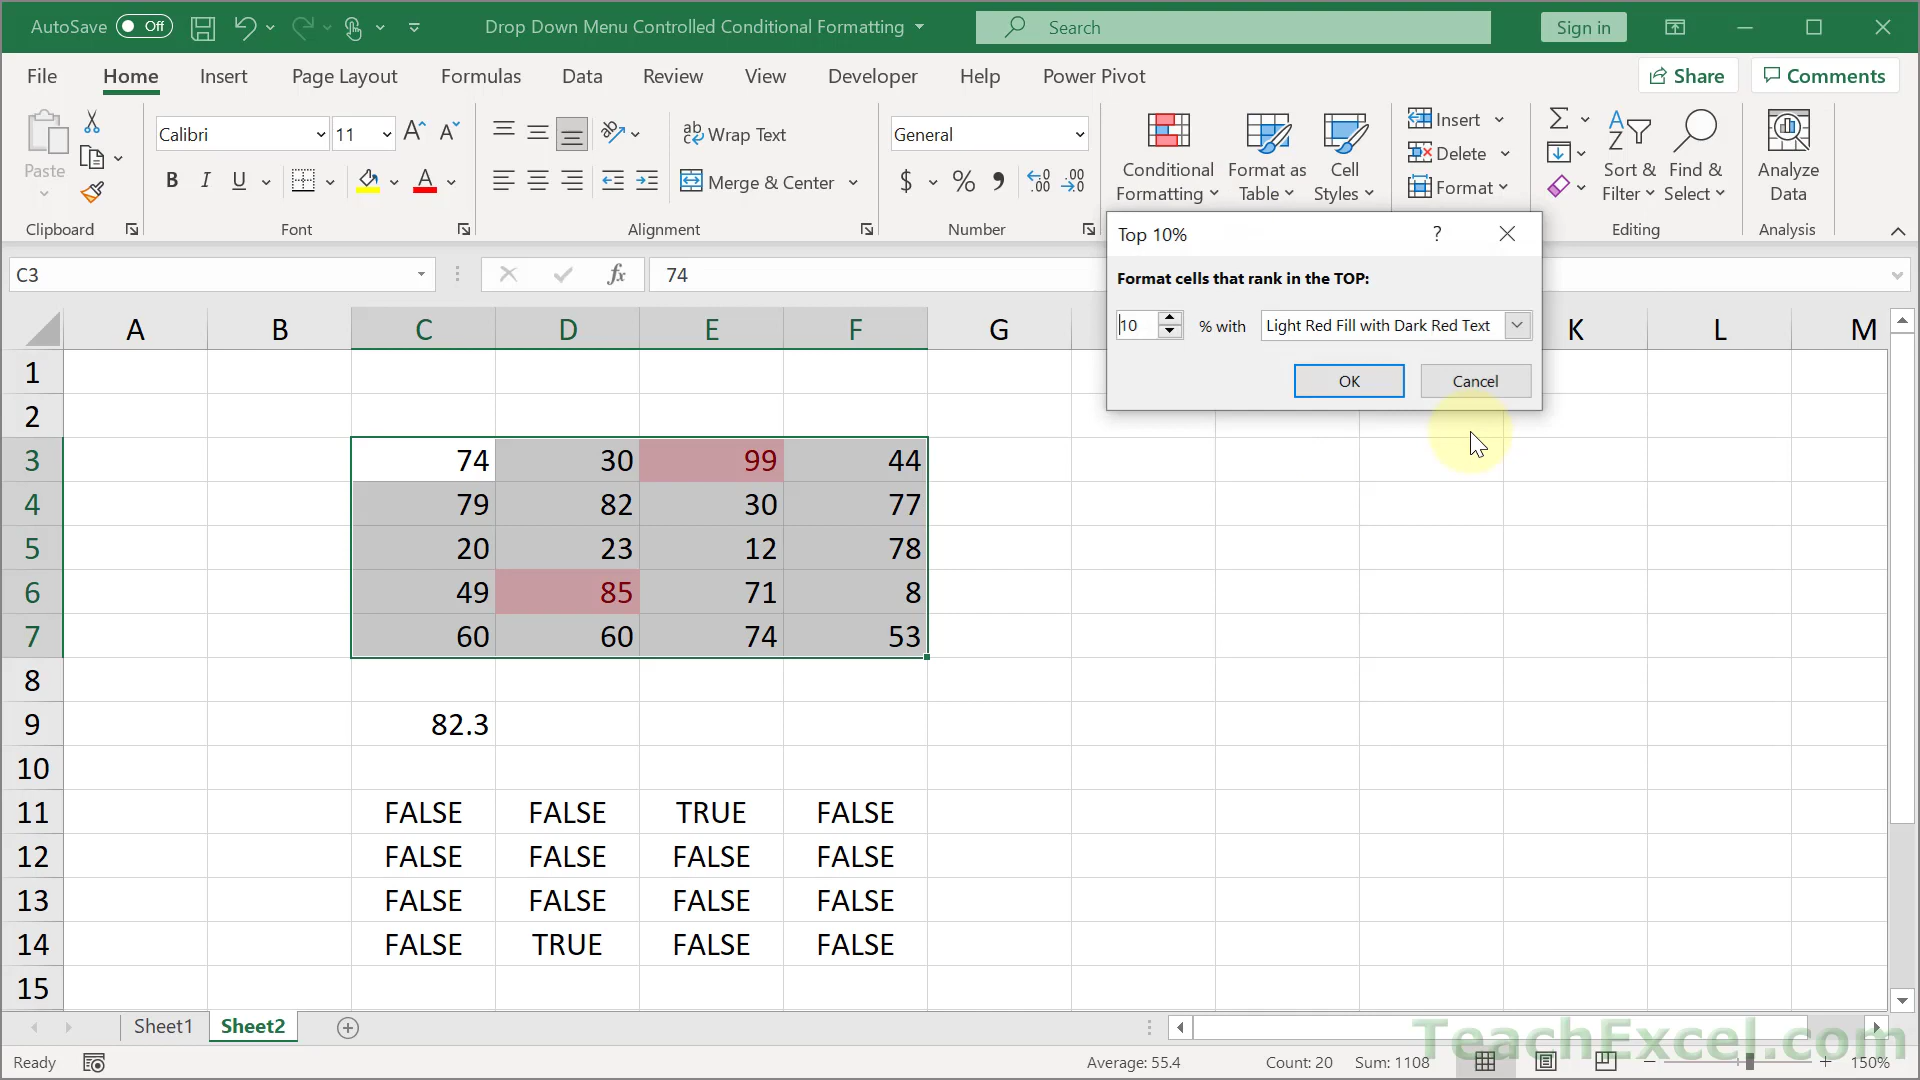 AutoSave Off Drop Down Menu Controlled Conditional Formatting Search Sign in
File Home Insert Page Layout Formulas Data Review View Developer Help Power Pivot Share Comments
Calibri 11 Wrap Text General Insert
Paste Conditional Formatting Format as Table Cell Styles Delete Sort & Filter Find & Select Analyze Data
B I U A Merge & Center $ % Format
Clipboard Font Alignment Number Editing Analysis
Top 10% ?
C3 fx 74
Format cells that rank in the TOP:
10 % with Light Red Fill with Dark Red Text
OK Cancel
A B C D E F G K L M
1
2
3 74 30 99 44
4 79 82 30 77
5 20 23 12 78
6 49 85 71 8
7 60 60 74 53
8
9 82.3
10
11 FALSE FALSE TRUE FALSE
12 FALSE FALSE FALSE FALSE
13 FALSE FALSE FALSE FALSE
14 FALSE TRUE FALSE FALSE
15
Sheet1 Sheet2
TeachExcel.com
Ready Average: 55.4 Count: 20 Sum: 1108 150%